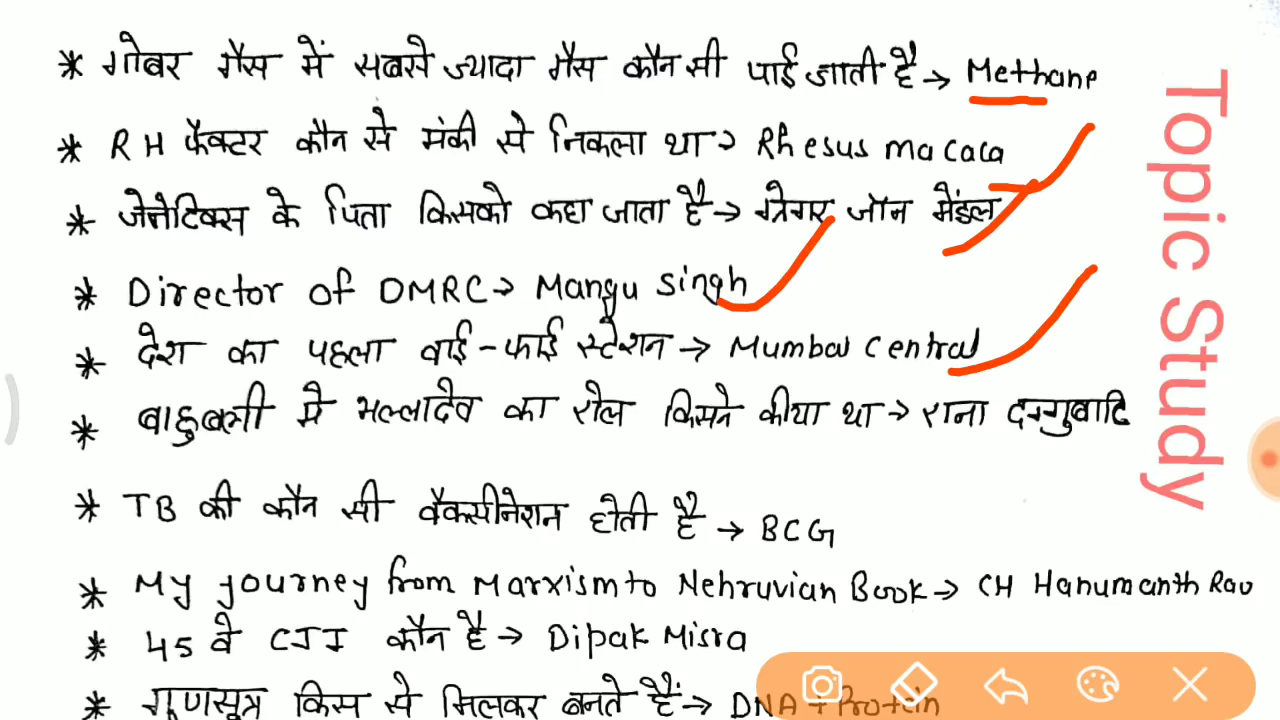 * गोबर गैस में सबसे ज्यादा गैस कौन सी पाई जाती है → Methane
* RH फैक्टर कौन से मंकी से निकला था → Rhesus macaca
* जेनेटिक्स के पिता किसको कहा जाता है → ग्रेगर जॉन मेंडल
* Director of DMRC → Mangu Singh
* देश का पहला वाई-फाई स्टेशन → Mumbai Central
* बाहुबली मे भल्लादेव का रोल किसने कीया था → राना दग्गुबाटि
* TB की कौन सी वैक्सीनेशन होती है → BCG
* My journey from Marxism to Nehruvian Book → CH Hanumanth Rao
* 45 वे CJI कौन है → Dipak Misra
* गुणसूत्र किस से मिलकर बनते हैं → DNA + Protein
Topic Study